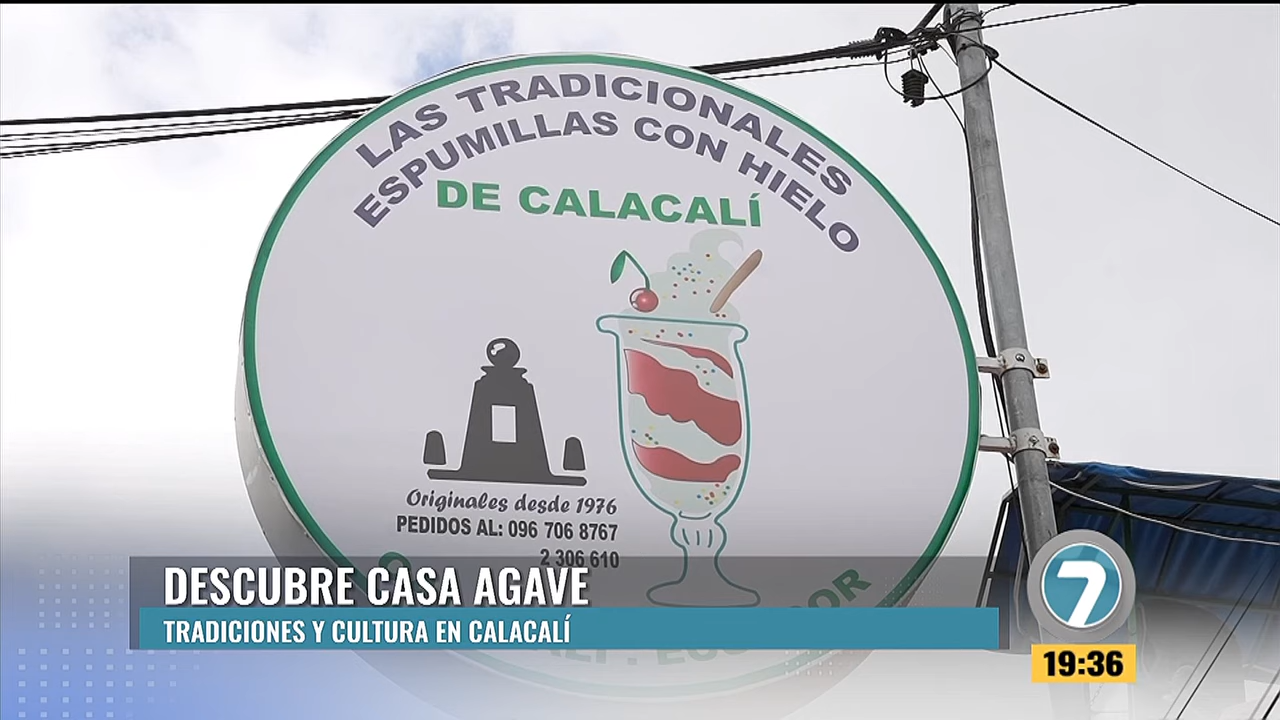 LAS TRADICIONALES
ESPUMILLAS CON HIELO
DE CALACALÍ
Originales desde 1976
PEDIDOS AL: 096 706 8767
2 306 610
DESCUBRE CASA AGAVE
TRADICIONES Y CULTURA EN CALACALÍ
7
19:36